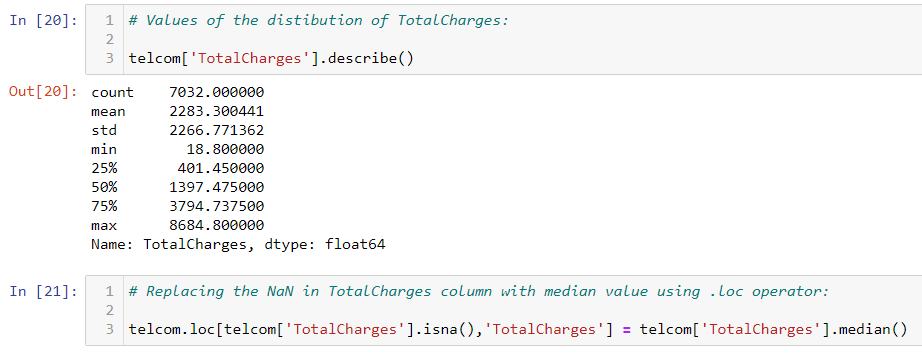 In [20]:
1 # Values of the distibution of TotalCharges:
2
3 telcom['TotalCharges'].describe()
Out[20]: count 7032.000000
mean 2283.300441
std 2266.771362
min 18.800000
25% 401.450000
50% 1397.475000
75% 3794.737500
max 8684.800000
Name: TotalCharges, dtype: float64
In [21]:
1 # Replacing the NaN in TotalCharges column with median value using .loc operator:
2
3 telcom.loc[telcom['TotalCharges'].isna(),'TotalCharges'] = telcom['TotalCharges'].median()